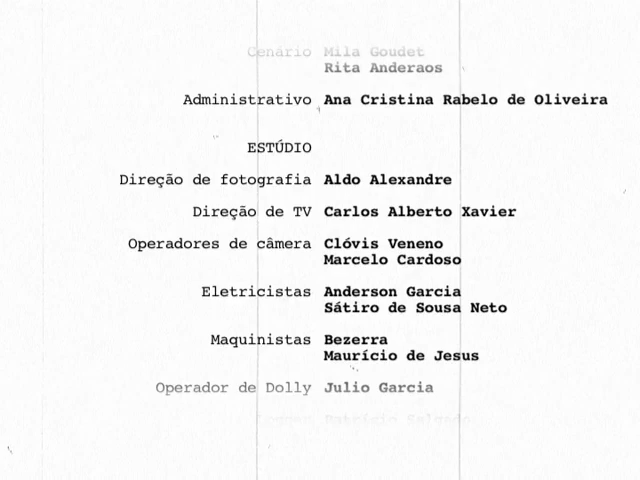 Cenário Mila Goudet
Rita Anderaos
Administrativo Ana Cristina Rabelo de Oliveira
ESTÚDIO
Direção de fotografia Aldo Alexandre
Direção de TV Carlos Alberto Xavier
Operadores de câmera Clóvis Veneno
Marcelo Cardoso
Eletricistas Anderson Garcia
Sátiro de Sousa Neto
Maquinistas Bezerra
Maurício de Jesus
Operador de Dolly Julio Garcia
Salgado